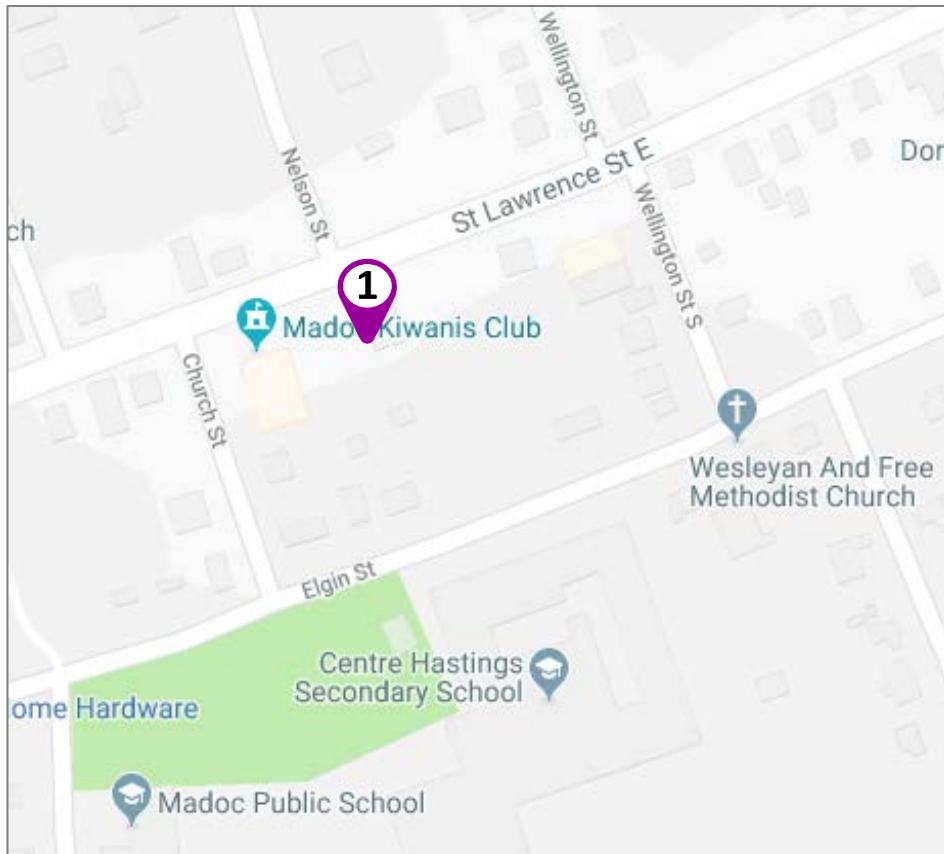 Wellington St
Nelson St
St Lawrence St E
Dor
ch
Wellington St S
1
Madoc Kiwanis Club
Church St
Wesleyan And Free
Methodist Church
Elgin St
Centre Hastings
Secondary School
ome Hardware
Madoc Public School